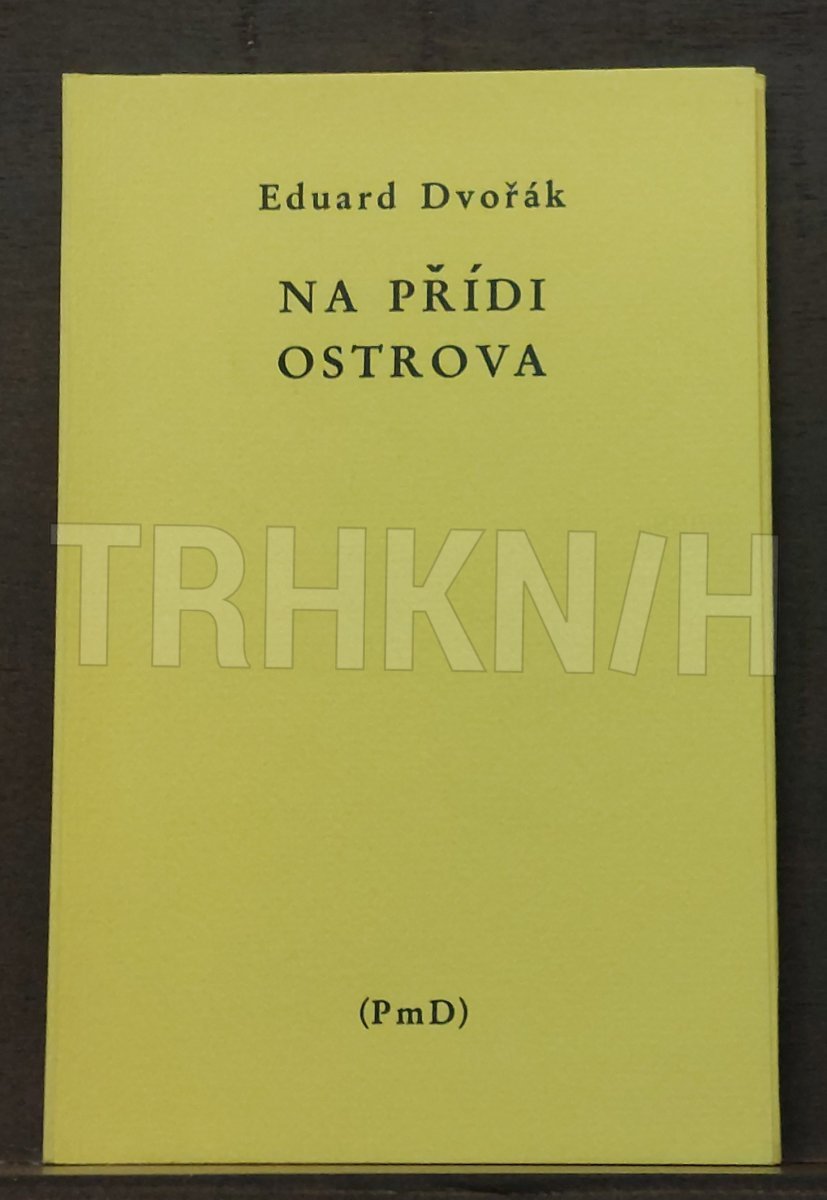 Eduard Dvořák
NA PŘÍDI
OSTROVA
TRHKNIH
(PmD)